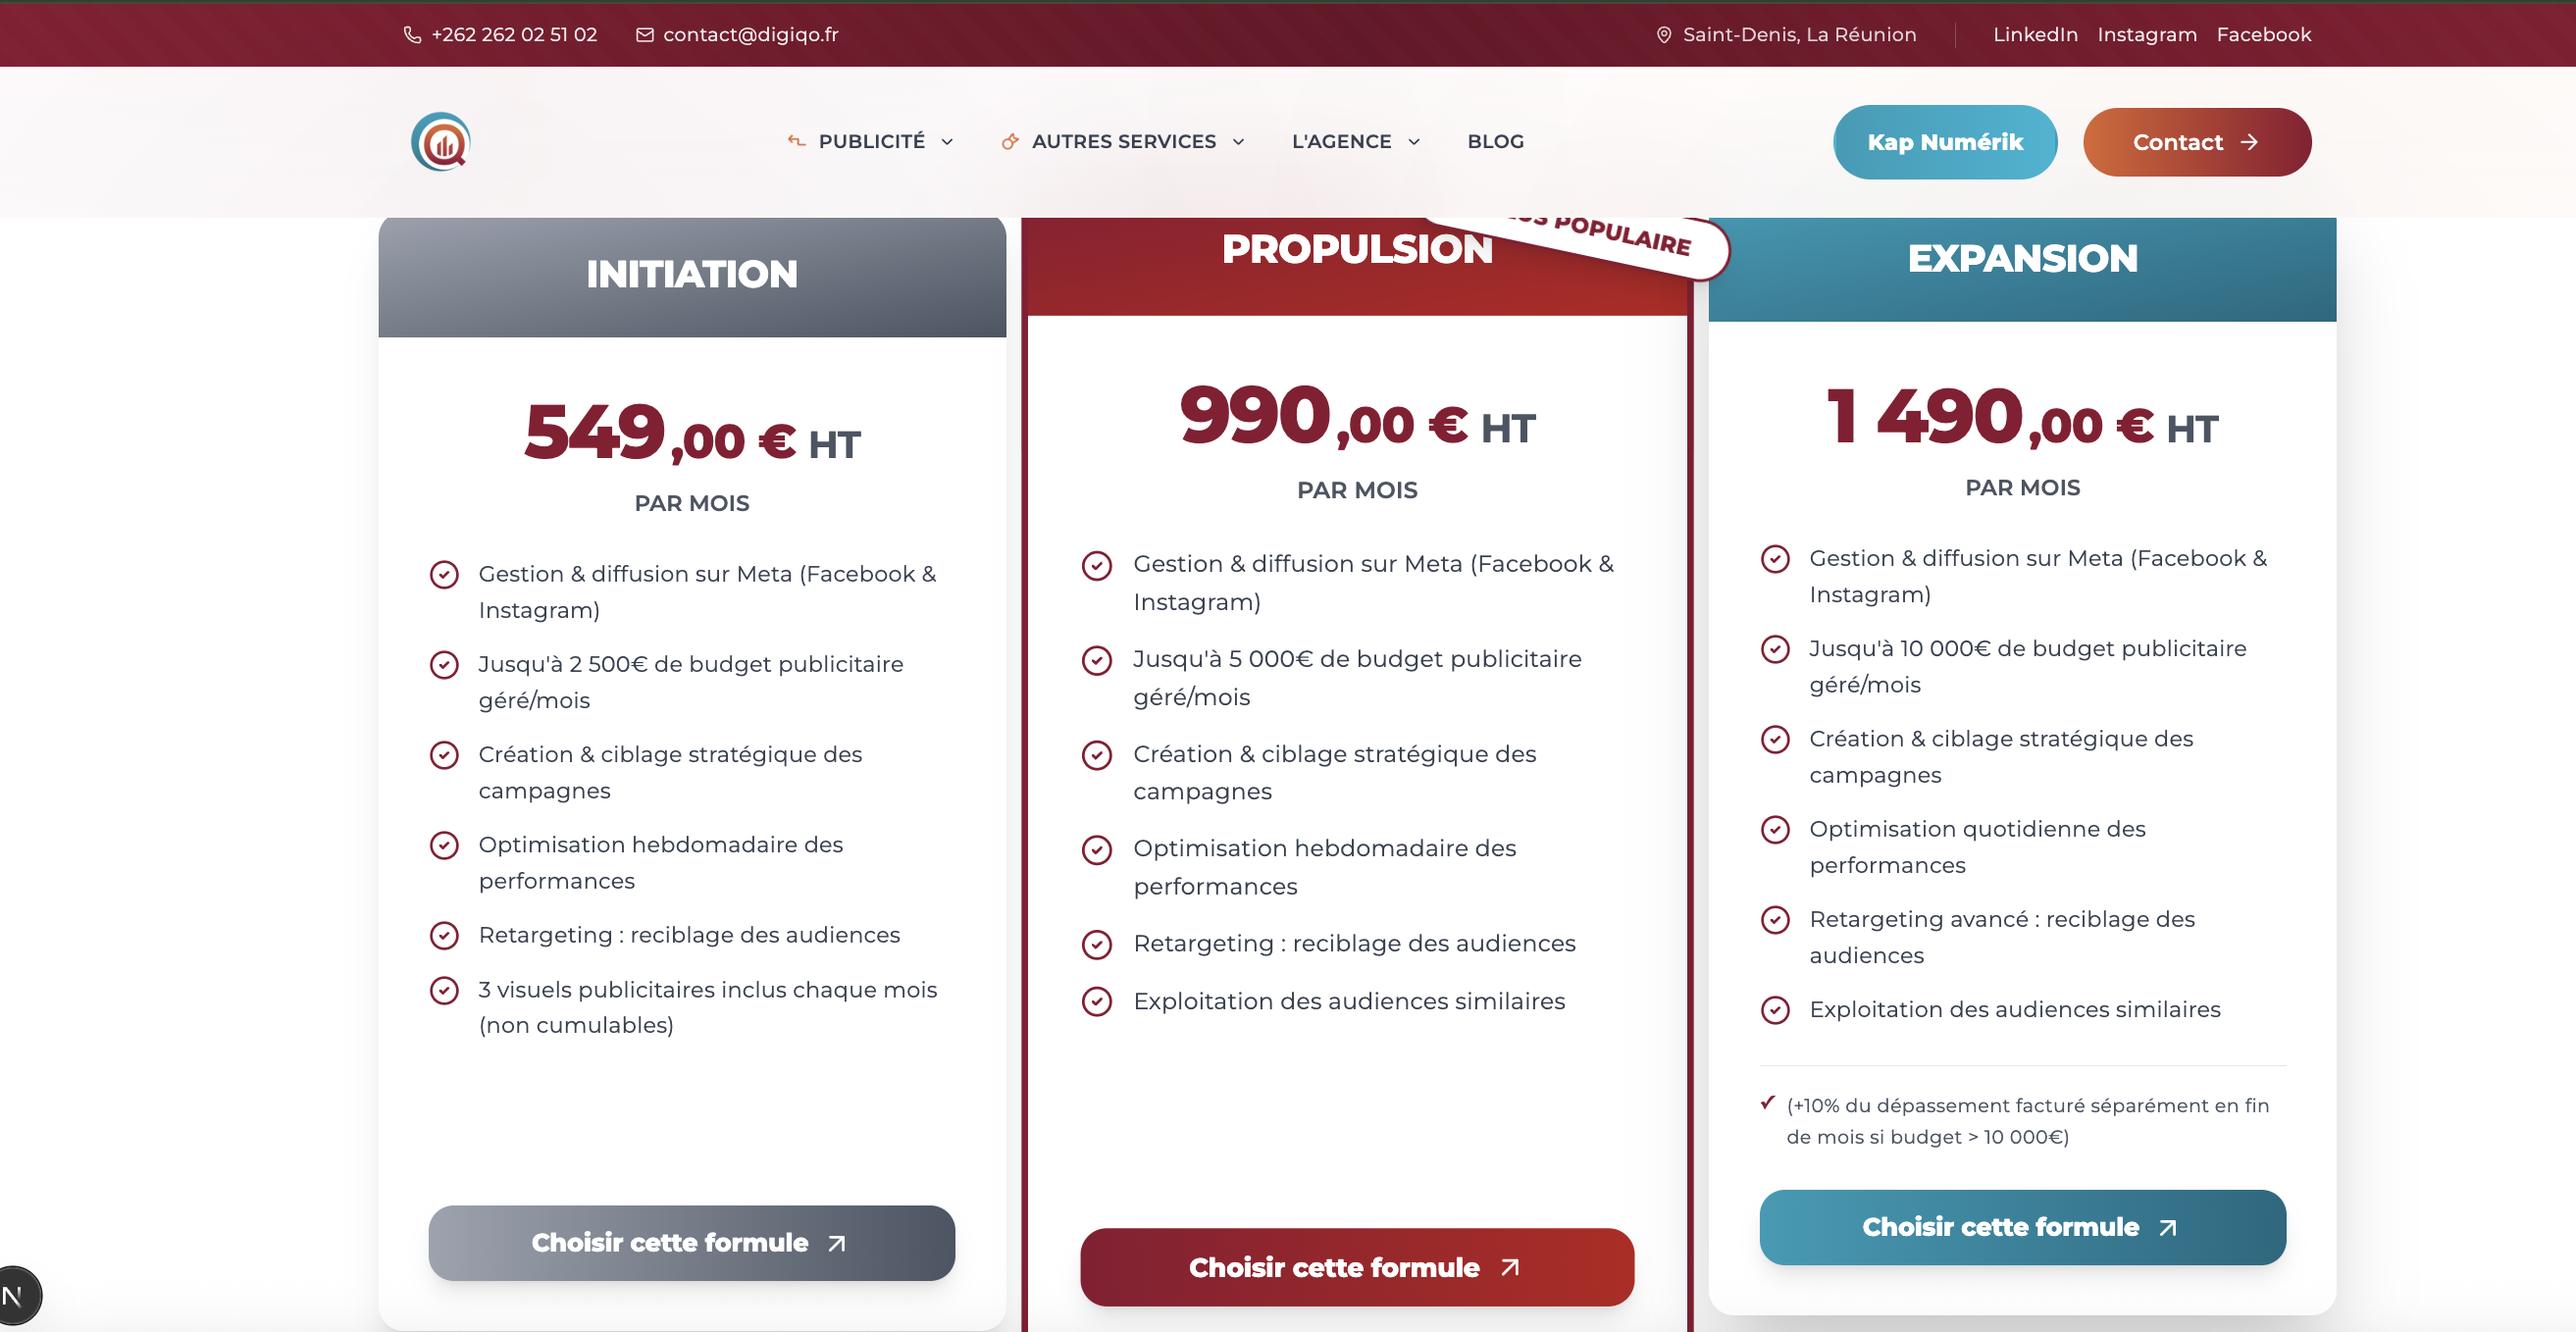 +262 262 02 51 02
contact@digiqo.fr
Saint-Denis, La Réunion
LinkedIn
Instagram
Facebook
PUBLICITÉ
AUTRES SERVICES
L'AGENCE
BLOG
Kap Numérik
Contact
INITIATION
549,00 € HT
PAR MOIS
Gestion & diffusion sur Meta (Facebook &
Instagram)
Jusqu'à 2 500€ de budget publicitaire
géré/mois
Création & ciblage stratégique des
campagnes
Optimisation hebdomadaire des
performances
Retargeting : reciblage des audiences
3 visuels publicitaires inclus chaque mois
(non cumulables)
Choisir cette formule
POPULAIRE
PROPULSION
990,00 € HT
PAR MOIS
Gestion & diffusion sur Meta (Facebook &
Instagram)
Jusqu'à 5 000€ de budget publicitaire
géré/mois
Création & ciblage stratégique des
campagnes
Optimisation hebdomadaire des
performances
Retargeting : reciblage des audiences
Exploitation des audiences similaires
Choisir cette formule
EXPANSION
1 490,00 € HT
PAR MOIS
Gestion & diffusion sur Meta (Facebook &
Instagram)
Jusqu'à 10 000€ de budget publicitaire
géré/mois
Création & ciblage stratégique des
campagnes
Optimisation quotidienne des
performances
Retargeting avancé : reciblage des
audiences
Exploitation des audiences similaires
(+10% du dépassement facturé séparément en fin
de mois si budget > 10 000€)
Choisir cette formule
N